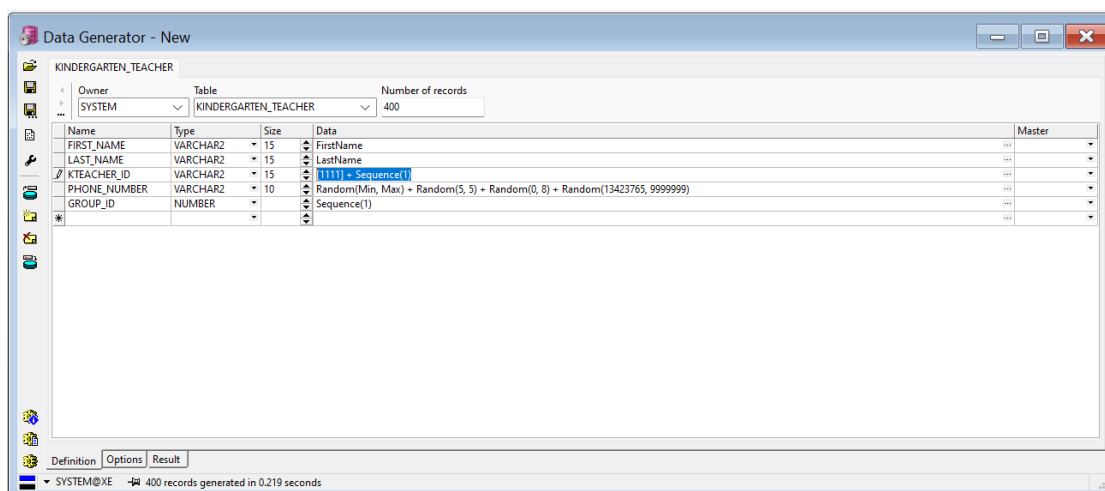 Data Generator - New
KINDERGARTEN_TEACHER
Owner Table Number of records
SYSTEM KINDERGARTEN_TEACHER 400
Name Type Size Data Master
FIRST_NAME VARCHAR2 15 FirstName ...
LAST_NAME VARCHAR2 15 LastName ...
KTEACHER_ID VARCHAR2 15 [1111] + Sequence(1) ...
PHONE_NUMBER VARCHAR2 10 Random(Min, Max) + Random(5, 5) + Random(0, 8) + Random(13423765, 9999999) ...
GROUP_ID NUMBER Sequence(1) ...
* ...
Definition Options Result
SYSTEM@XE 400 records generated in 0.219 seconds